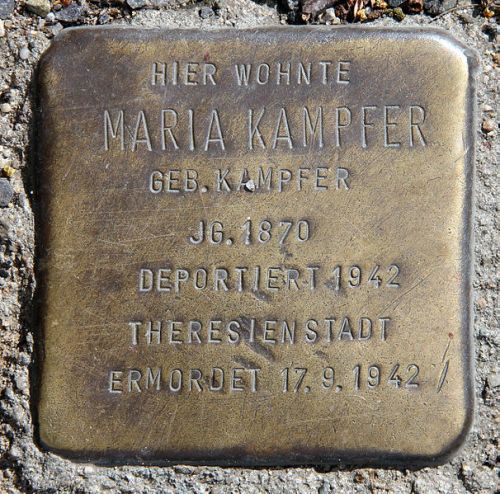 HIER WOHNTE
MARIA KAMPFER
GEB. KAMPFER
JG. 1870
DEPORTIERT 1942
THERESIENSTADT
ERMORDET 17.9.1942